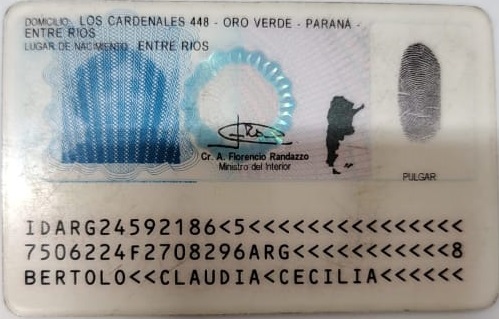 DOMICILIO: LOS CARDENALES 448 - ORO VERDE - PARANÁ -
ENTRE RIOS
LUGAR DE NACIMIENTO: ENTRE RIOS
Cr. A. Florencio Randazzo
Ministro del Interior
PULGAR
IDARG24592186<5<<<<<<<<<<<<<<<
7506224F2708296ARG<<<<<<<<<<<8
BERTOLO<<CLAUDIA<CECILIA<<<<<<